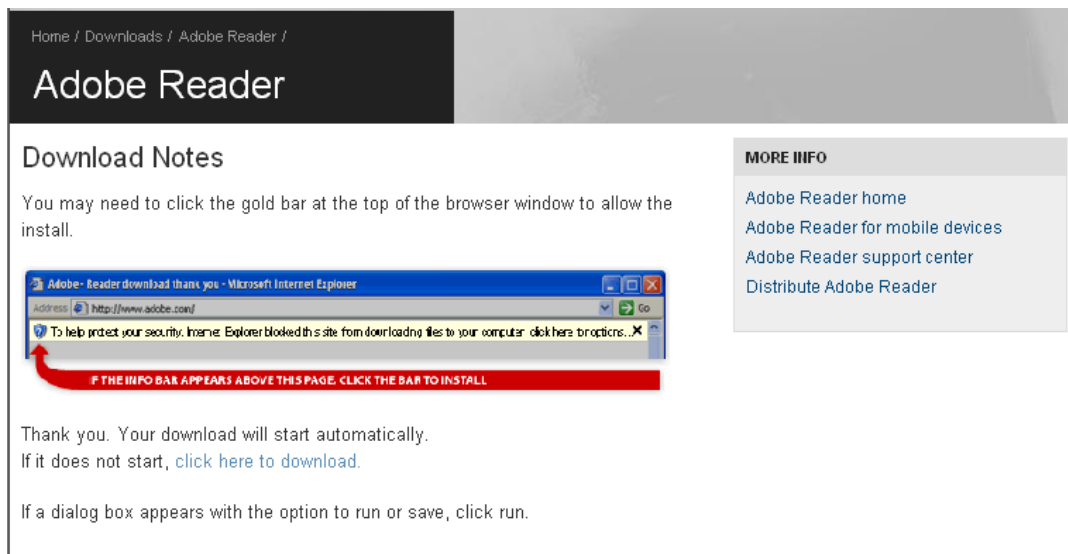 Home / Downloads / Adobe Reader /
Adobe Reader
Download Notes
You may need to click the gold bar at the top of the browser window to allow the
install.
Adobe - Reader download thank you - Microsoft Internet Explorer
Address http://www.adobe.com/ Go
To help protect your security, Internet Explorer blocked this site from downloading files to your computer click here for options...
F THE INFO BAR APPEARS ABOVE THIS PAGE, CLICK THE BAR TO INSTALL
Thank you. Your download will start automatically.
If it does not start, click here to download.
If a dialog box appears with the option to run or save, click run.
MORE INFO
Adobe Reader home
Adobe Reader for mobile devices
Adobe Reader support center
Distribute Adobe Reader